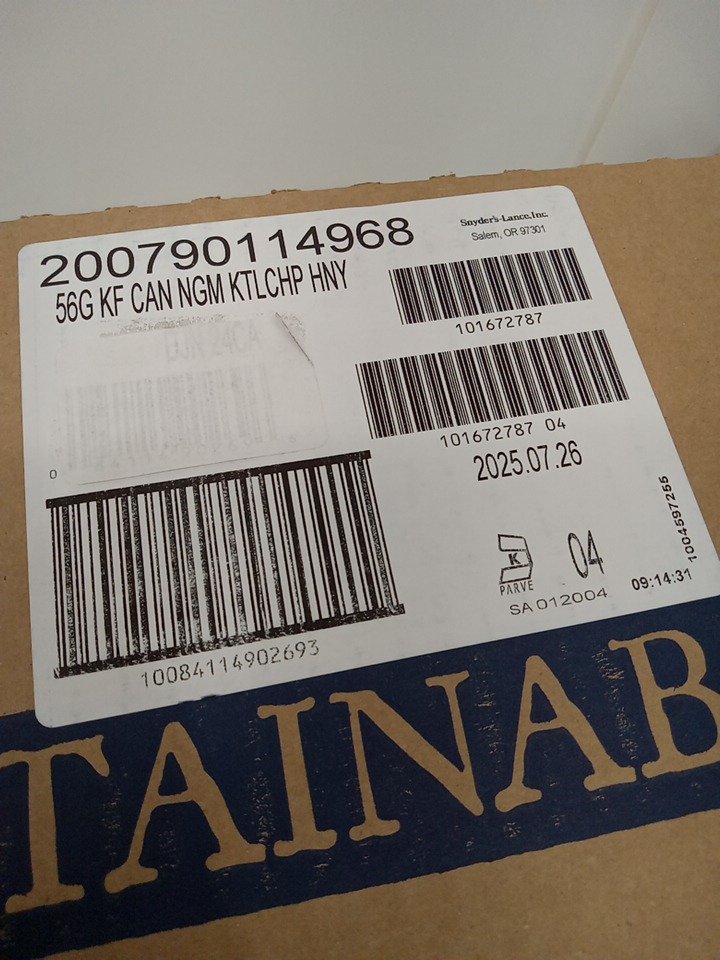 200790114968
Snyder's-Lance, Inc.
Salem, OR 97301
56G KF CAN NGM KTLCHP HNY
101672787
101672787 04
2025.07.26
0
K
PARVE
04
SA 012004
09:14:31
1004597255
10084114902693
TAINAB